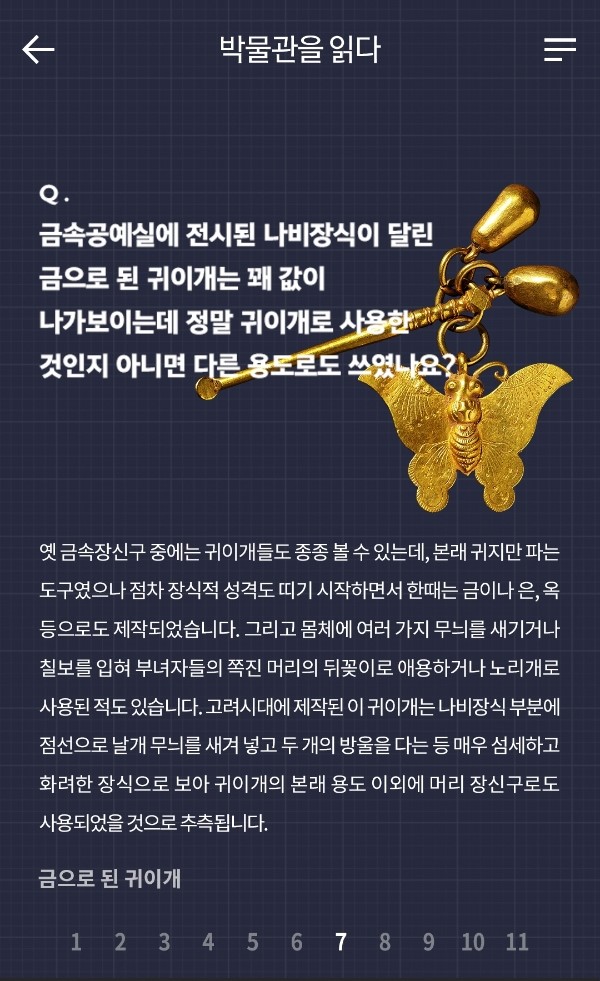 박물관을 읽다
Q.
금속공예실에 전시된 나비장식이 달린
금으로 된 귀이개는 꽤 값이
나가보이는데 정말 귀이개로 사용한
것인지 아니면 다른 용도로도 쓰였나요?
옛 금속장신구 중에는 귀이개들도 종종 볼 수 있는데, 본래 귀지만 파는
도구였으나 점차 장식적 성격도 띠기 시작하면서 한때는 금이나 은, 옥
등으로도 제작되었습니다. 그리고 몸체에 여러 가지 무늬를 새기거나
칠보를 입혀 부녀자들의 쪽진 머리의 뒤꽂이로 애용하거나 노리개로
사용된 적도 있습니다. 고려시대에 제작된 이 귀이개는 나비장식 부분에
점선으로 날개 무늬를 새겨 넣고 두 개의 방울을 다는 등 매우 섬세하고
화려한 장식으로 보아 귀이개의 본래 용도 이외에 머리 장신구로도
사용되었을 것으로 추측됩니다.
금으로 된 귀이개
1 2 3 4 5 6 7 8 9 10 11